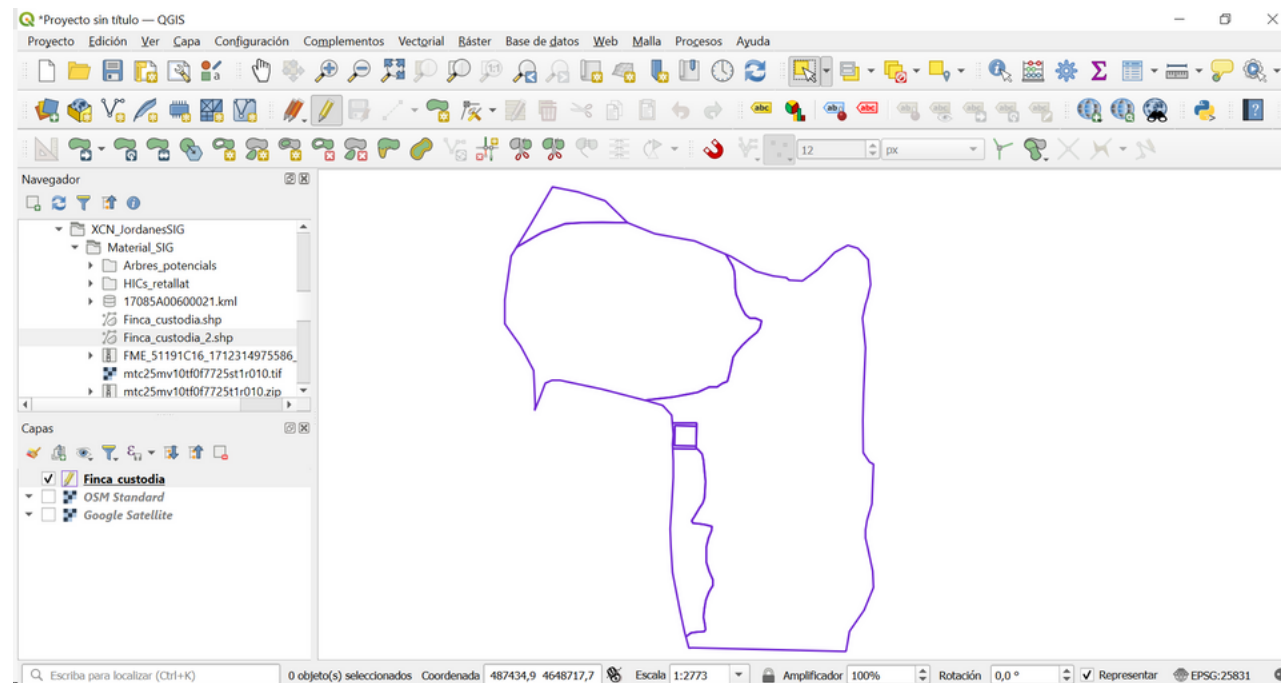 *Proyecto sin título — QGIS
Proyecto Edición Ver Capa Configuración Complementos Vectorial Ráster Base de datos Web Malla Procesos Ayuda
abc abc abc
12 px
Navegador
XCN_JordanesSIG
Material_SIG
Arbres_potencials
HICs_retallat
17085A00600021.kml
Finca_custodia.shp
Finca_custodia_2.shp
FME_51191C16_1712314975586_
mtc25mv10tf0f7725st1r010.tif
mtc25mv10tf0f7725t1r010.zip
Capas
Finca custodia
OSM Standard
Google Satellite
Escriba para localizar (Ctrl+K) 0 objeto(s) seleccionados Coordenada 487434,9 4648717,7 Escala 1:2773 Amplificador 100% Rotación 0,0 ° Representar EPSG:25831